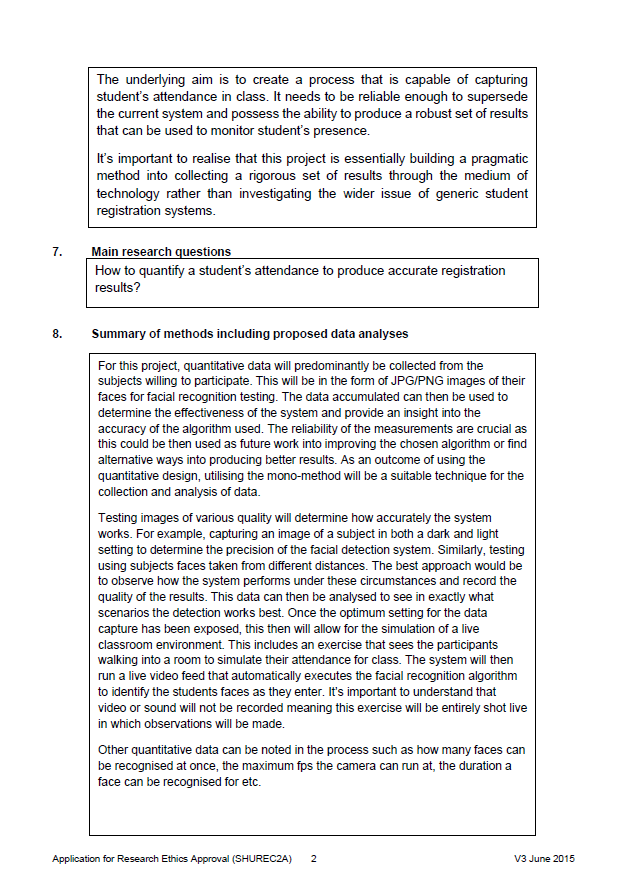 The underlying aim is to create a process that is capable of capturing
student's attendance in class. It needs to be reliable enough to supersede
the current system and possess the ability to produce a robust set of results
that can be used to monitor student's presence.
It's important to realise that this project is essentially building a pragmatic
method into collecting a rigorous set of results through the medium of
technology rather than investigating the wider issue of generic student
registration systems.
7. Main research questions
How to quantify a student's attendance to produce accurate registration
results?
8. Summary of methods including proposed data analyses
For this project, quantitative data will predominantly be collected from the
subjects willing to participate. This will be in the form of JPG/PNG images of their
faces for facial recognition testing. The data accumulated can then be used to
determine the effectiveness of the system and provide an insight into the
accuracy of the algorithm used. The reliability of the measurements are crucial as
this could be then used as future work into improving the chosen algorithm or find
alternative ways into producing better results. As an outcome of using the
quantitative design, utilising the mono-method will be a suitable technique for the
collection and analysis of data.
Testing images of various quality will determine how accurately the system
works. For example, capturing an image of a subject in both a dark and light
setting to determine the precision of the facial detection system. Similarly, testing
using subjects faces taken from different distances. The best approach would be
to observe how the system performs under these circumstances and record the
quality of the results. This data can then be analysed to see in exactly what
scenarios the detection works best. Once the optimum setting for the data
capture has been exposed, this then will allow for the simulation of a live
classroom environment. This includes an exercise that sees the participants
walking into a room to simulate their attendance for class. The system will then
run a live video feed that automatically executes the facial recognition algorithm
to identify the students faces as they enter. It's important to understand that
video or sound will not be recorded meaning this exercise will be entirely shot live
in which observations will be made.
Other quantitative data can be noted in the process such as how many faces can
be recognised at once, the maximum fps the camera can run at, the duration a
face can be recognised for etc.
Application for Research Ethics Approval (SHUREC2A) 2 V3 June 2015